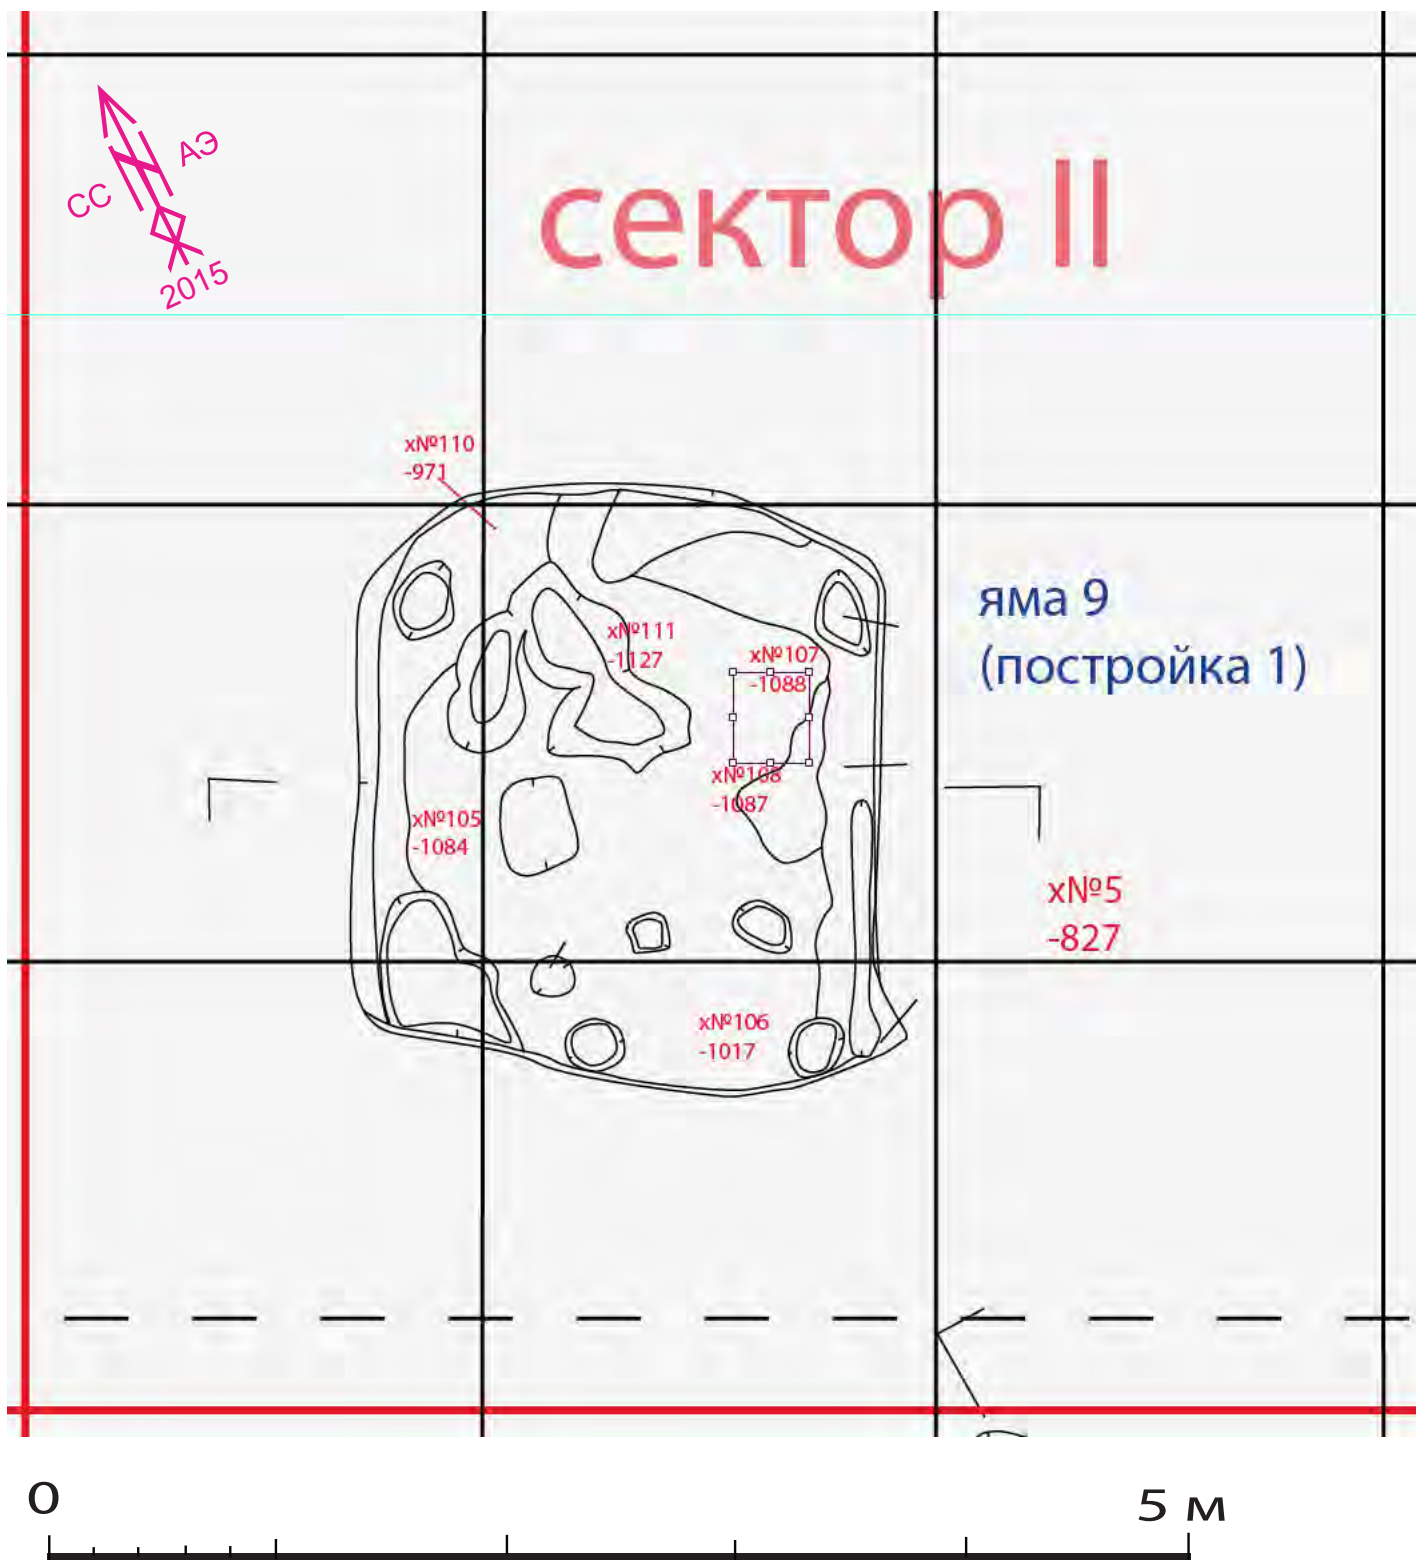 АЭ
СС
2015
сектор II
х№110
-971
яма 9
(постройка 1)
х№111
-1127
х№107
-1088
х№108
-1087
х№105
-1084
х№5
-827
х№106
-1017
0
5 м